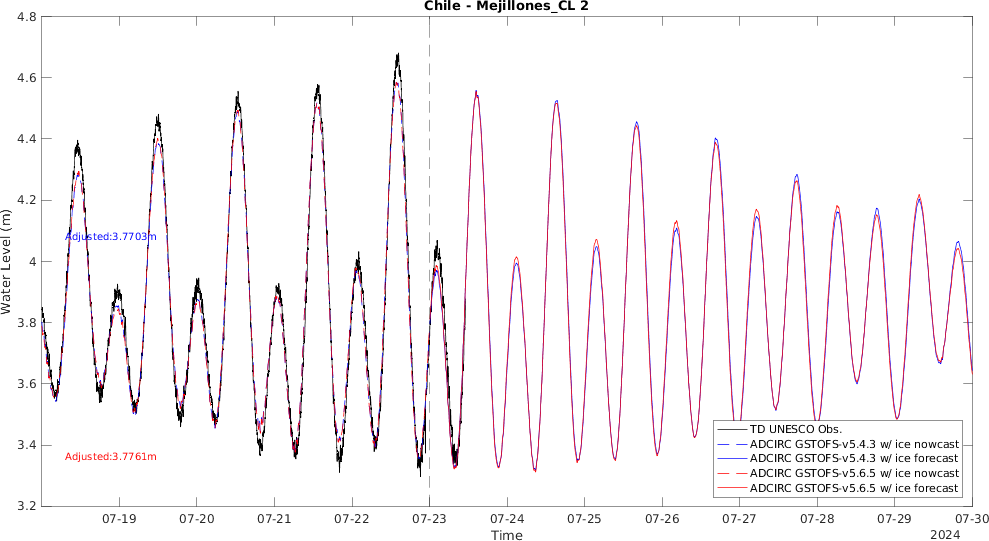 Chile - Mejillones_CL 2
4.8
4.6
4.4
4.2
4
3.8
3.6
3.4
3.2
Water Level (m)
Adjusted:3.7703m
Adjusted:3.7761m
TD UNESCO Obs.
ADCIRC GSTOFS-v5.4.3 w/ ice nowcast
ADCIRC GSTOFS-v5.4.3 w/ ice forecast
ADCIRC GSTOFS-v5.6.5 w/ ice nowcast
ADCIRC GSTOFS-v5.6.5 w/ ice forecast
07-19 07-20 07-21 07-22 07-23 07-24 07-25 07-26 07-27 07-28 07-29 07-30
Time
2024